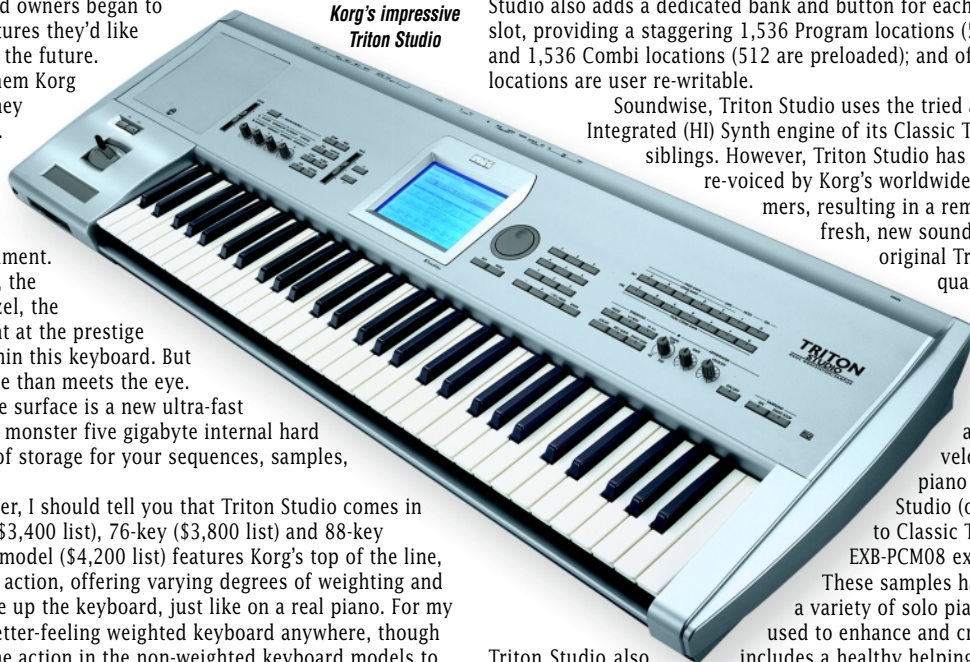 d owners began to
tures they'd like
the future.
hem Korg
hey
ment.
, the
cel, the
nt at the prestige
hin this keyboard. But
e than meets the eye.
e surface is a new ultra-fast
monster five gigabyte internal hard
of storage for your sequences, samples,
er, I should tell you that Triton Studio comes in
$3,400 list), 76-key ($3,800 list) and 88-key
model ($4,200 list) features Korg's top of the line,
action, offering varying degrees of weighting and
e up the keyboard, just like on a real piano. For my
etter-feeling weighted keyboard anywhere, though
he action in the non-weighted keyboard models to
Korg's impressive
Triton Studio
Studio also adds a dedicated bank and button for each
slot, providing a staggering 1,536 Program locations (5
and 1,536 Combi locations (512 are preloaded); and of
locations are user re-writable.
Soundwise, Triton Studio uses the tried a
Integrated (HI) Synth engine of its Classic T
siblings. However, Triton Studio has
re-voiced by Korg's worldwide
mers, resulting in a rem
fresh, new sound
original Tr
qua
a
velo
piano
Studio (o
to Classic T
EXB-PCM08 ex
These samples h
a variety of solo pia
used to enhance and cr
Triton Studio also includes a healthy helping
TRITON
STUDIO
KORG